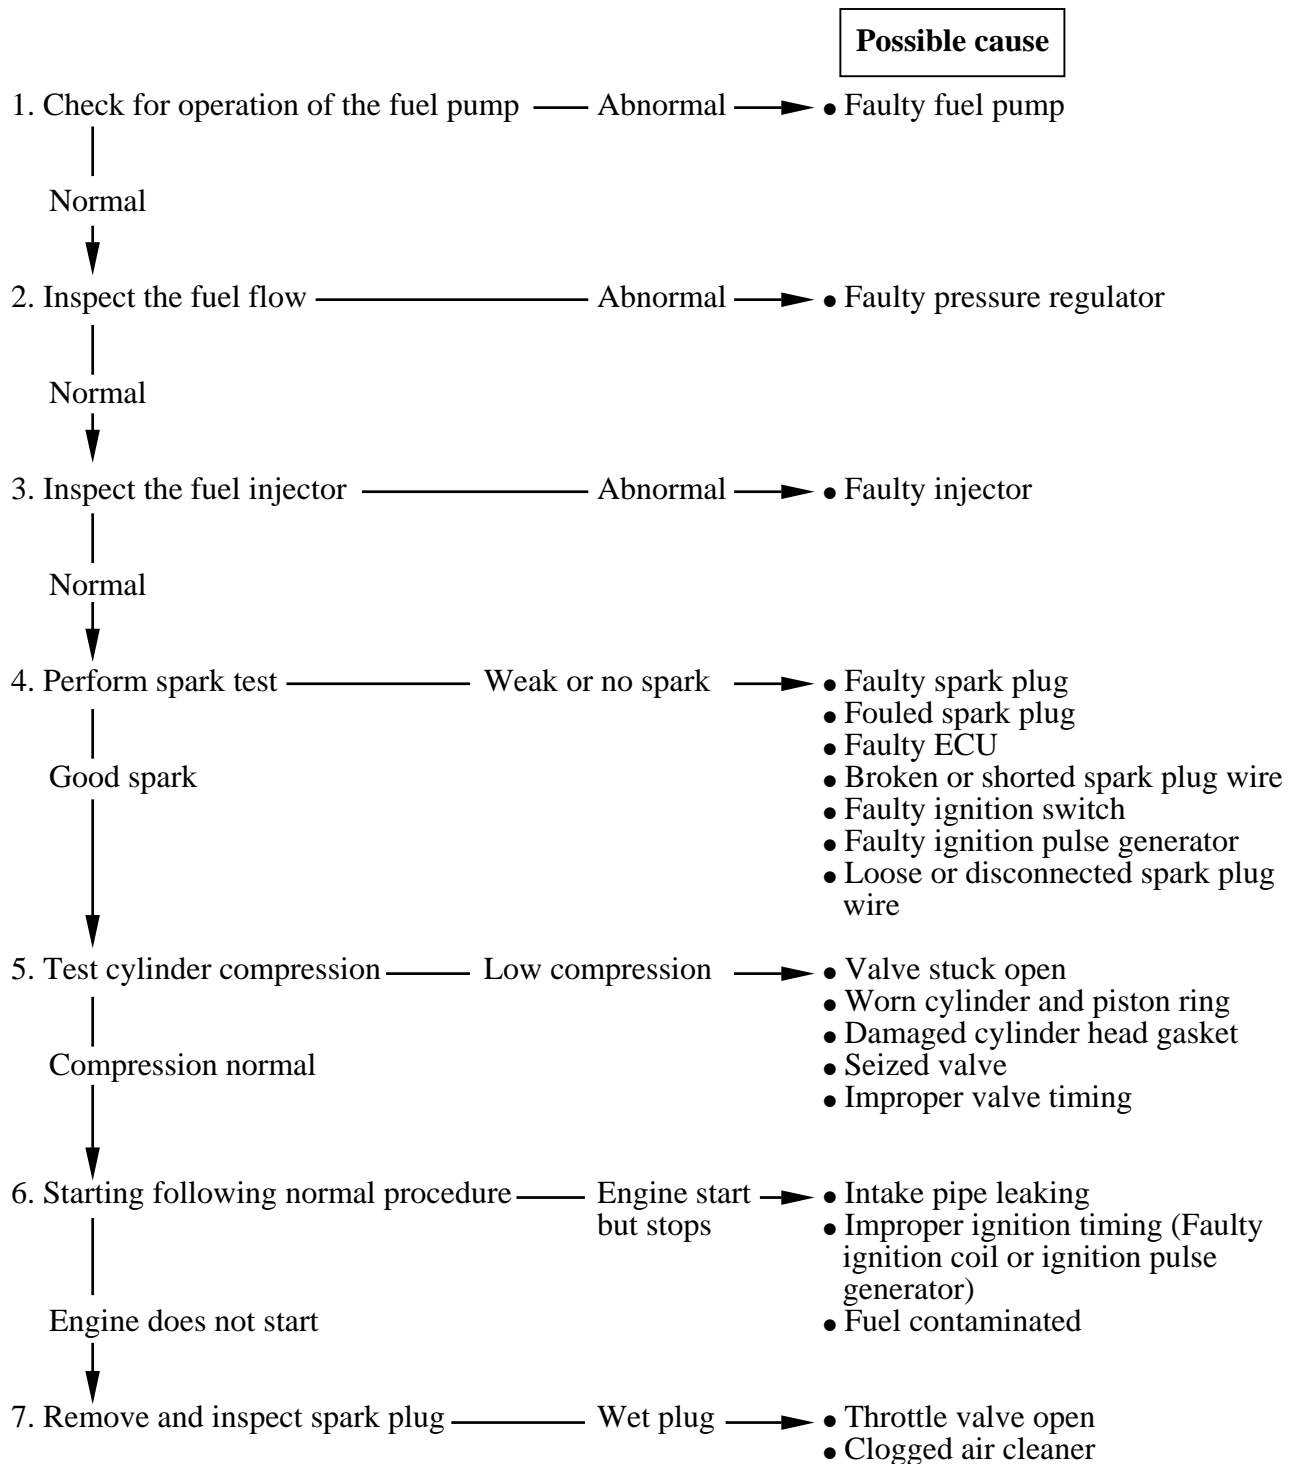 Possible cause
1. Check for operation of the fuel pump Abnormal ● Faulty fuel pump
Normal
2. Inspect the fuel flow Abnormal ● Faulty pressure regulator
Normal
3. Inspect the fuel injector Abnormal ● Faulty injector
Normal
4. Perform spark test Weak or no spark ● Faulty spark plug
● Fouled spark plug
● Faulty ECU
Good spark ● Broken or shorted spark plug wire
● Faulty ignition switch
● Faulty ignition pulse generator
● Loose or disconnected spark plug
wire
5. Test cylinder compression Low compression ● Valve stuck open
● Worn cylinder and piston ring
● Damaged cylinder head gasket
Compression normal ● Seized valve
● Improper valve timing
6. Starting following normal procedure Engine start ● Intake pipe leaking
but stops ● Improper ignition timing (Faulty
ignition coil or ignition pulse
generator)
Engine does not start ● Fuel contaminated
7. Remove and inspect spark plug Wet plug ● Throttle valve open
● Clogged air cleaner